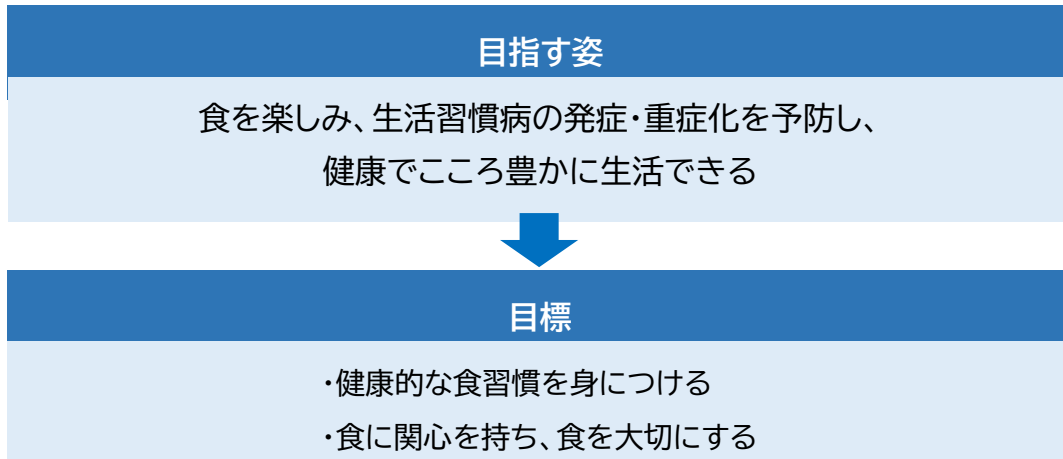 目指す姿
食を楽しみ、生活習慣病の発症・重症化を予防し、
健康でこころ豊かに生活できる
目標
・健康的な食習慣を身につける
・食に関心を持ち、食を大切にする